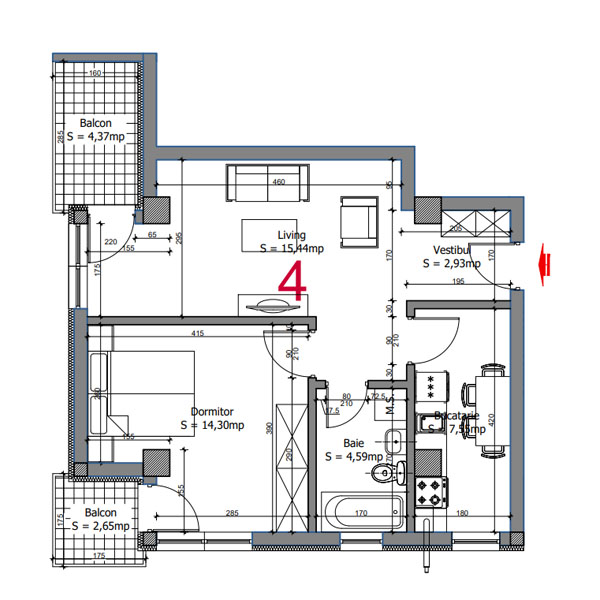 160
Balcon
S = 4,37mp
285
460
95
65
220
155
295
175
Living
S = 15,44mp
4
205
170
Vestibul
S = 2,93mp
170
195
30
415
90
210
90
210
30
80
210
72.5
17.5
M.S.
260
Dormitor
S = 14,30mp
390
290
155
Bucatarie
S = 7,55mp
420
Baie
S = 4,59mp
170
155
Balcon
S = 2,65mp
175
175
285
170
180